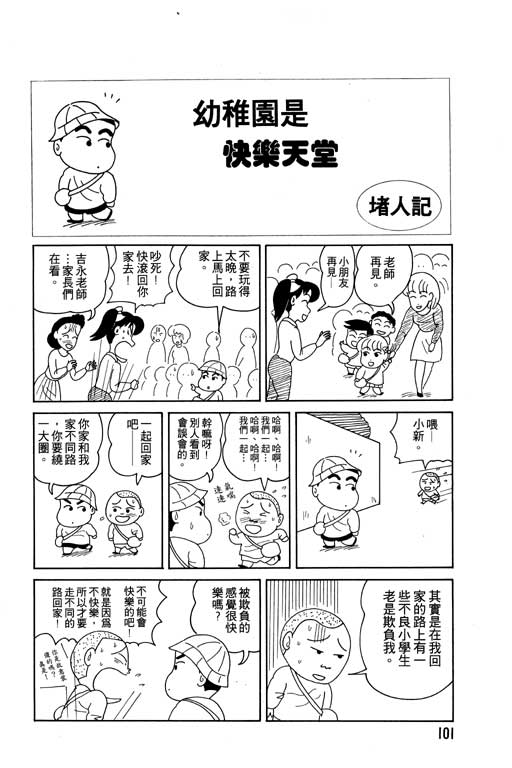 幼稚園是
快樂天堂
堵人記
老師
再見。
小朋友
再見─
不要玩得
太晚，路
上馬上回
家。
吵死！
快滾回你
家去！
吉永老師
…家長們
在看。
喂─
小新。
哈啊、哈啊！
我們一起…
哈啊、哈啊！
我們一起…
幹嘛呀！
別人看到
會誤會的。
氣喘
連連
一起回家
吧──
你家和我
家不同路
，你要繞
一大圈。
其實是在我回
家的路上有一
些不良小學生
老是欺負我。
被欺負的
感覺很快
樂嗎？
不可能會
快樂的吧！
就是因為
不快樂，
所以才要
走不同的
路回家！
101